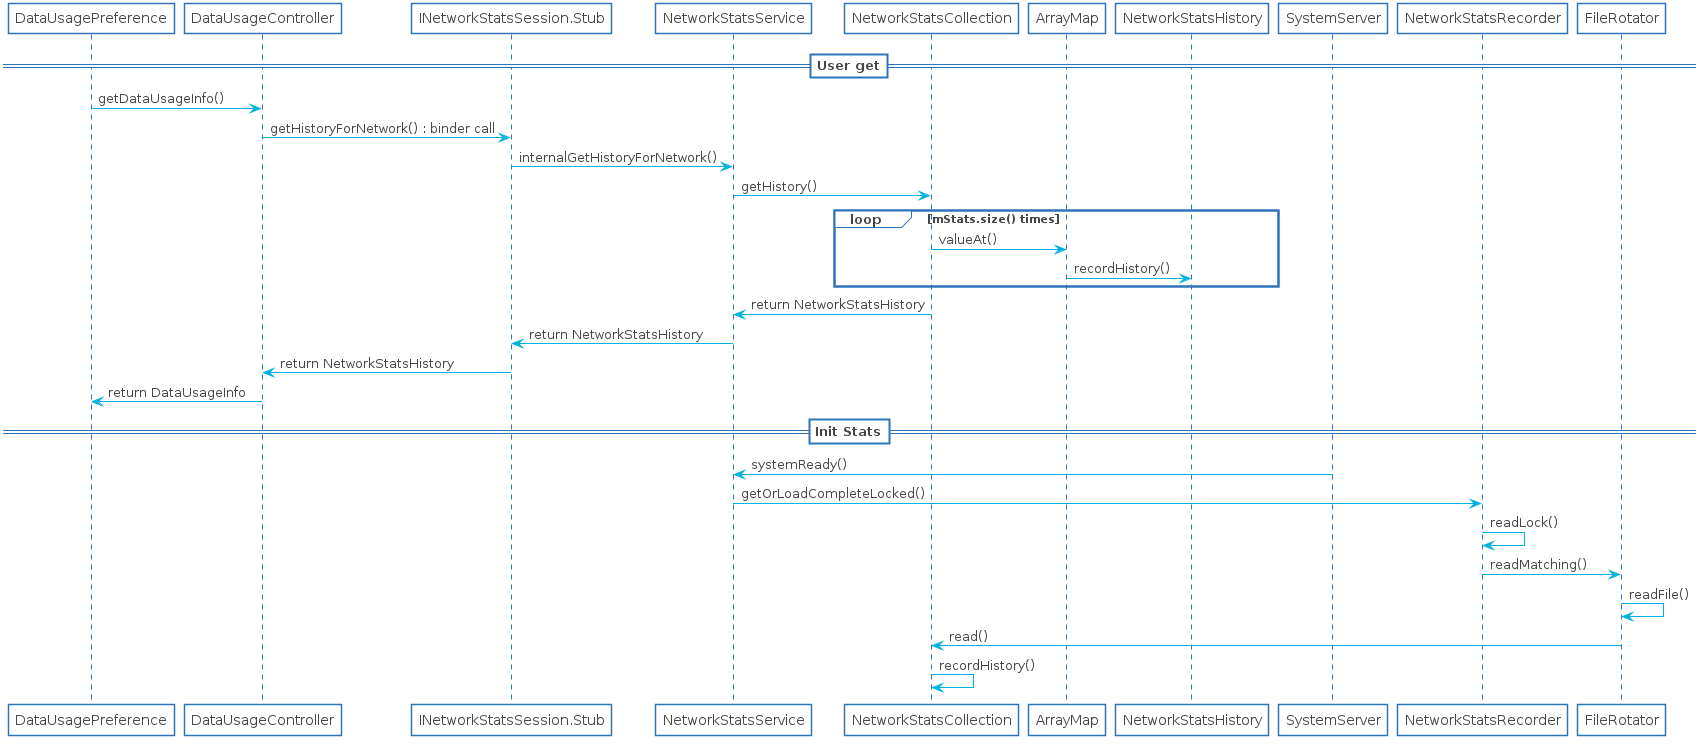 DataUsagePreference DataUsageController INetworkStatsSession.Stub NetworkStatsService NetworkStatsCollection ArrayMap NetworkStatsHistory SystemServer NetworkStatsRecorder FileRotator
User get
getDataUsageInfo()
getHistoryForNetwork() : binder call
internalGetHistoryForNetwork()
getHistory()
loop [mStats.size() times]
valueAt()
recordHistory()
return NetworkStatsHistory
return NetworkStatsHistory
return NetworkStatsHistory
return DataUsageInfo
Init Stats
systemReady()
getOrLoadCompleteLocked()
readLock()
readMatching()
readFile()
read()
recordHistory()
DataUsagePreference DataUsageController INetworkStatsSession.Stub NetworkStatsService NetworkStatsCollection ArrayMap NetworkStatsHistory SystemServer NetworkStatsRecorder FileRotator